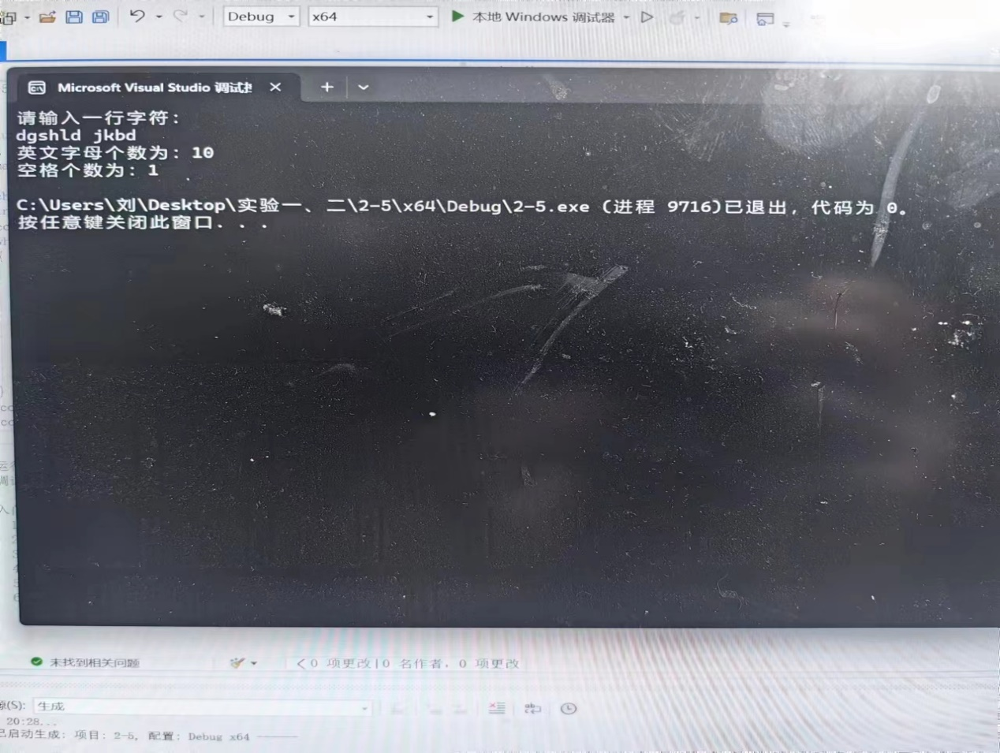 Debug x64 本地 Windows 调试器
Microsoft Visual Studio 调试
请输入一行字符:
dgshld jkbd
英文字母个数为: 10
空格个数为: 1
C:\Users\刘\Desktop\实验一、二\2-5\x64\Debug\2-5.exe (进程 9716)已退出, 代码为 0。
按任意键关闭此窗口. . .
未找到相关问题 0 项更改|0 名作者, 0 项更改
(S): 生成
20:28...
已启动生成: 项目: 2-5, 配置: Debug x64